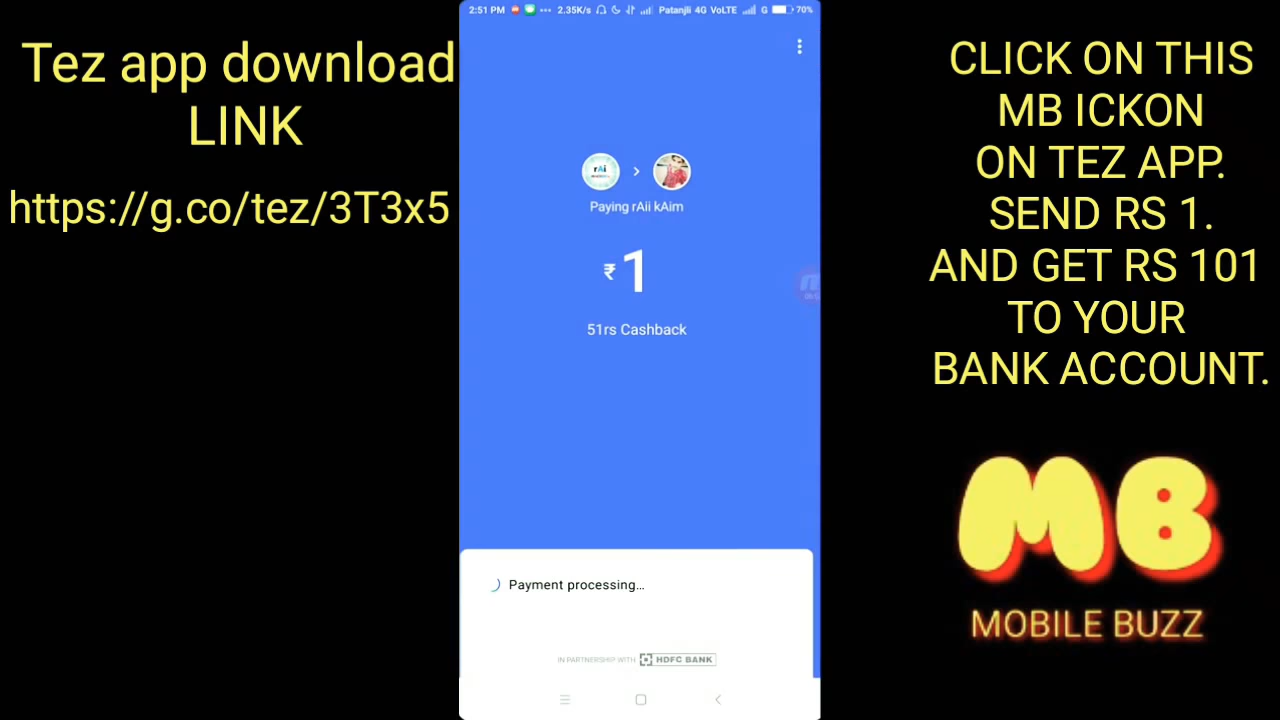 Tez app download
LINK
https://g.co/tez/3T3x5
2:51 PM 2.35K/s Patanjli 4G VoLTE G 70%
rAi
Paying rAii kAim
₹1
51rs Cashback
Payment processing...
IN PARTNERSHIP WITH HDFC BANK
CLICK ON THIS
MB ICKON
ON TEZ APP.
SEND RS 1.
AND GET RS 101
TO YOUR
BANK ACCOUNT.
MB
MOBILE BUZZ